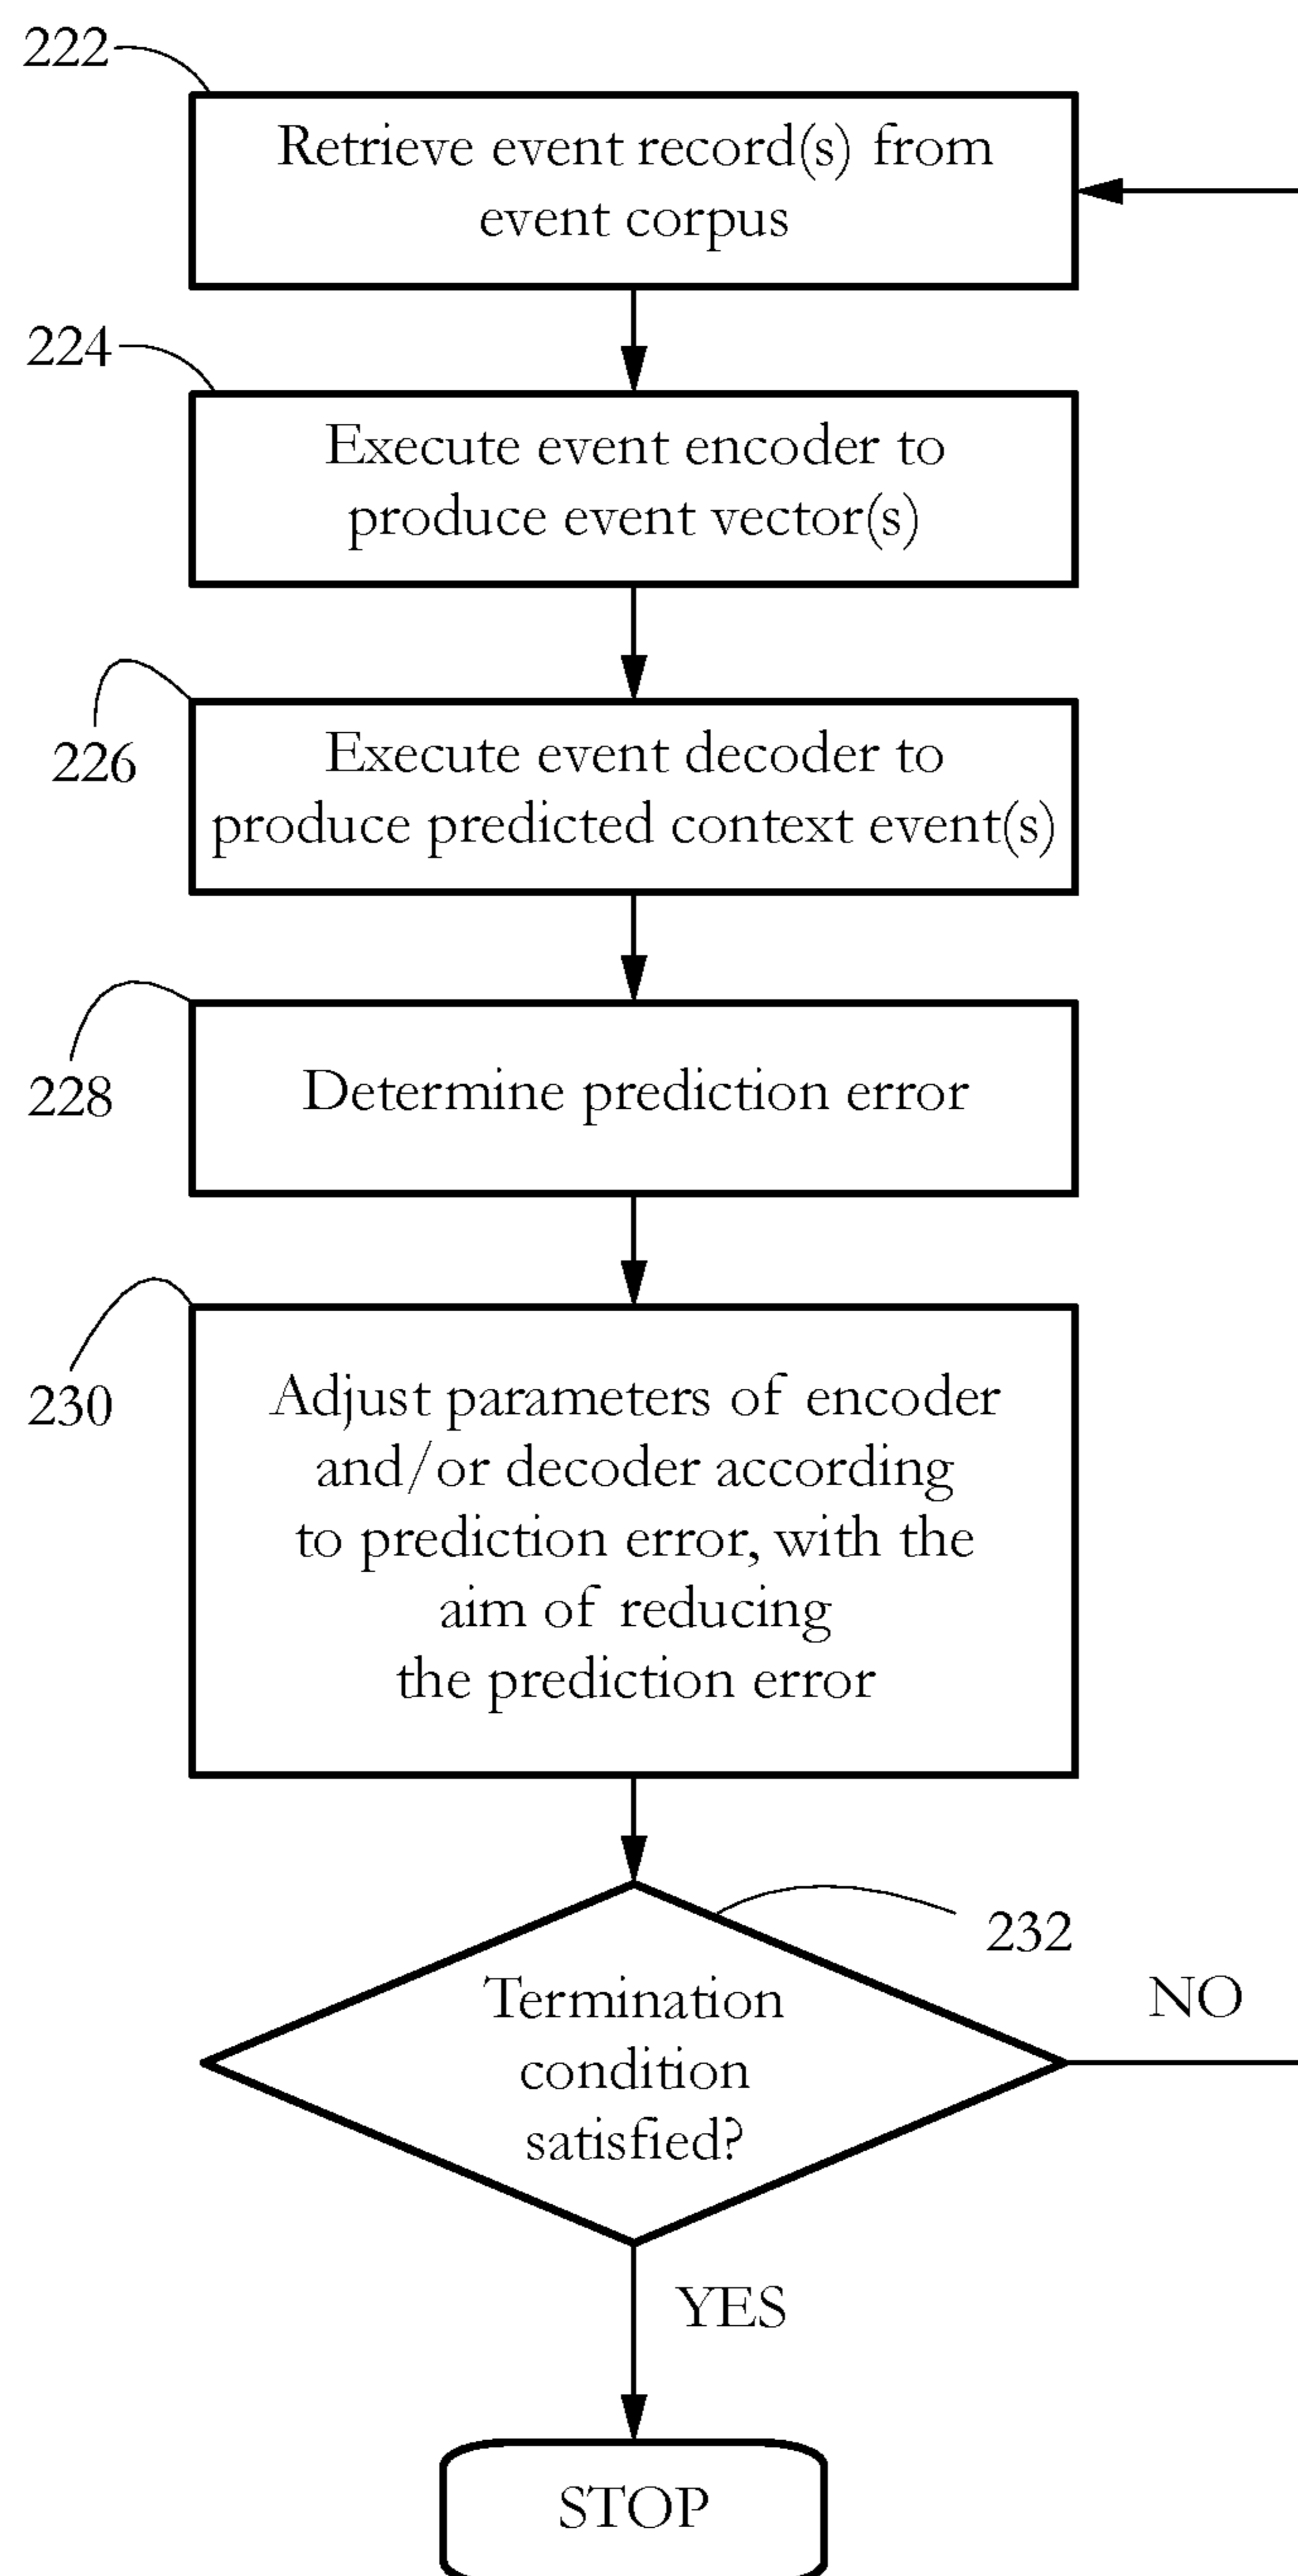 222
Retrieve event record(s) from
event corpus
224
Execute event encoder to
produce event vector(s)
226
Execute event decoder to
produce predicted context event(s)
228
Determine prediction error
230
Adjust parameters of encoder
and/or decoder according
to prediction error, with the
aim of reducing
the prediction error
232
Termination
condition
satisfied?
NO
YES
STOP